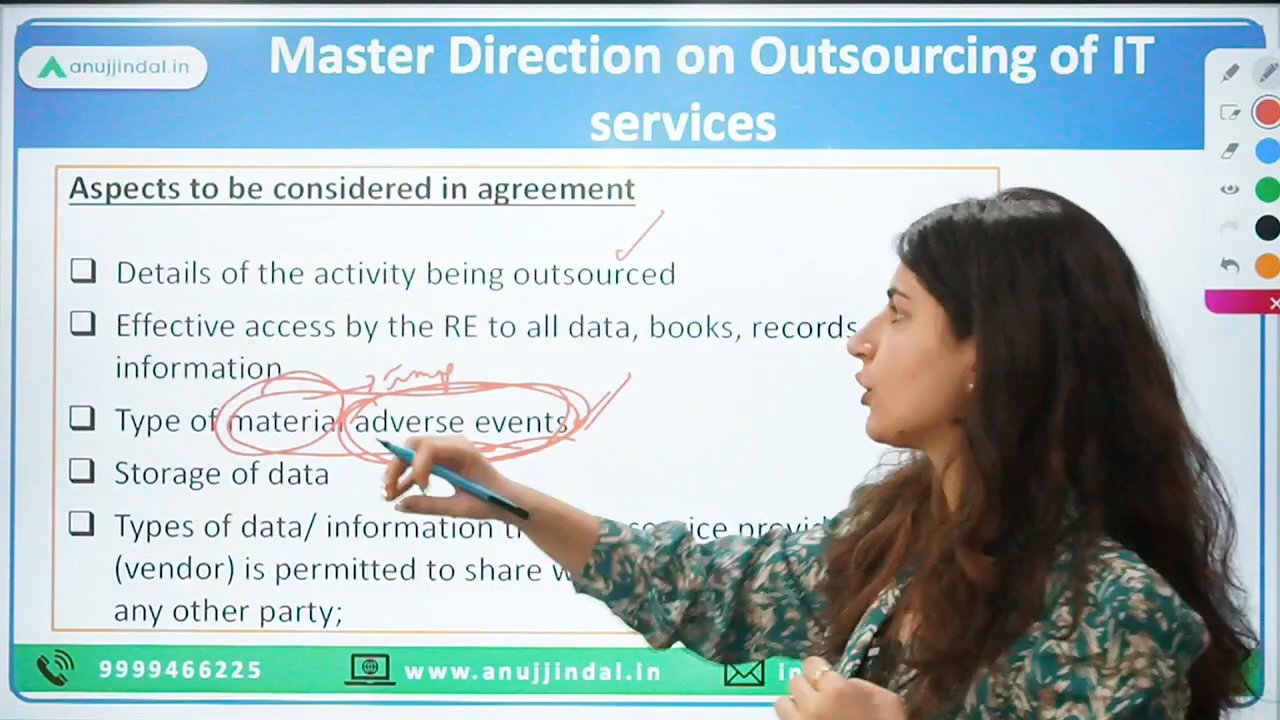 anujjindal.in
Master Direction on Outsourcing of IT
services
Aspects to be considered in agreement
Details of the activity being outsourced
Effective access by the RE to all data, books, records
information
Type of material adverse events
Storage of data
Types of data/ information service
(vendor) is permitted to share
any other party;
9999466225
www.anujjindal.in